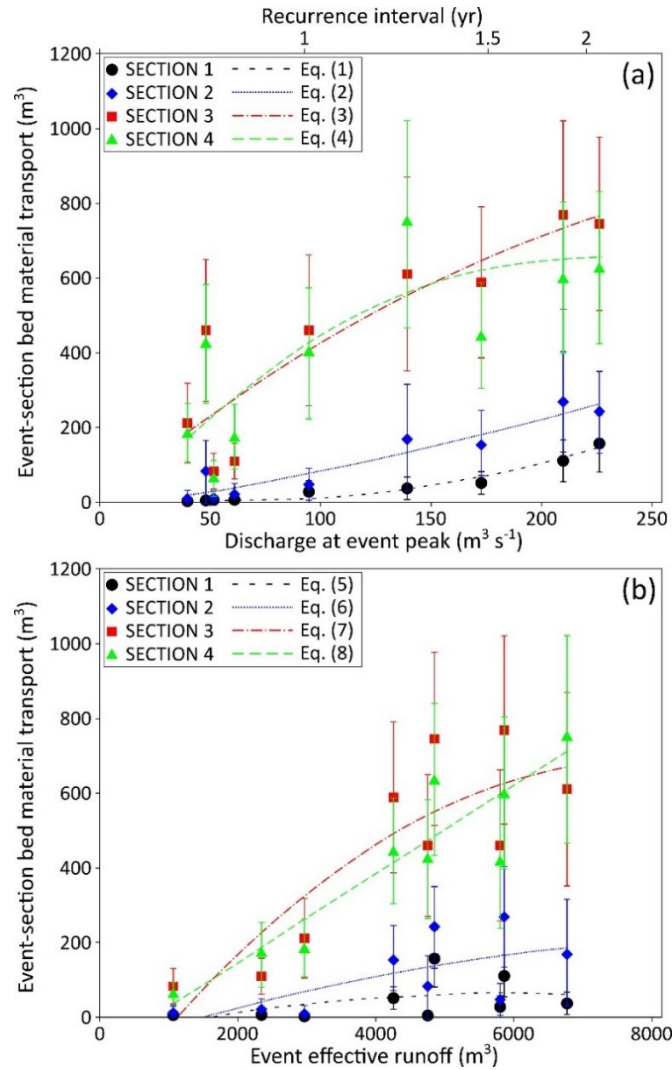 Recurrence interval (yr)
1 1.5 2
1200
1000
800
600
400
200
0
Event-section bed material transport (m³)
(a)
SECTION 1 Eq. (1)
SECTION 2 Eq. (2)
SECTION 3 Eq. (3)
SECTION 4 Eq. (4)
0 50 100 150 200 250
Discharge at event peak (m³ s⁻¹)
1200
1000
800
600
400
200
0
Event-section bed material transport (m³)
(b)
SECTION 1 Eq. (5)
SECTION 2 Eq. (6)
SECTION 3 Eq. (7)
SECTION 4 Eq. (8)
0 2000 4000 6000 8000
Event effective runoff (m³)